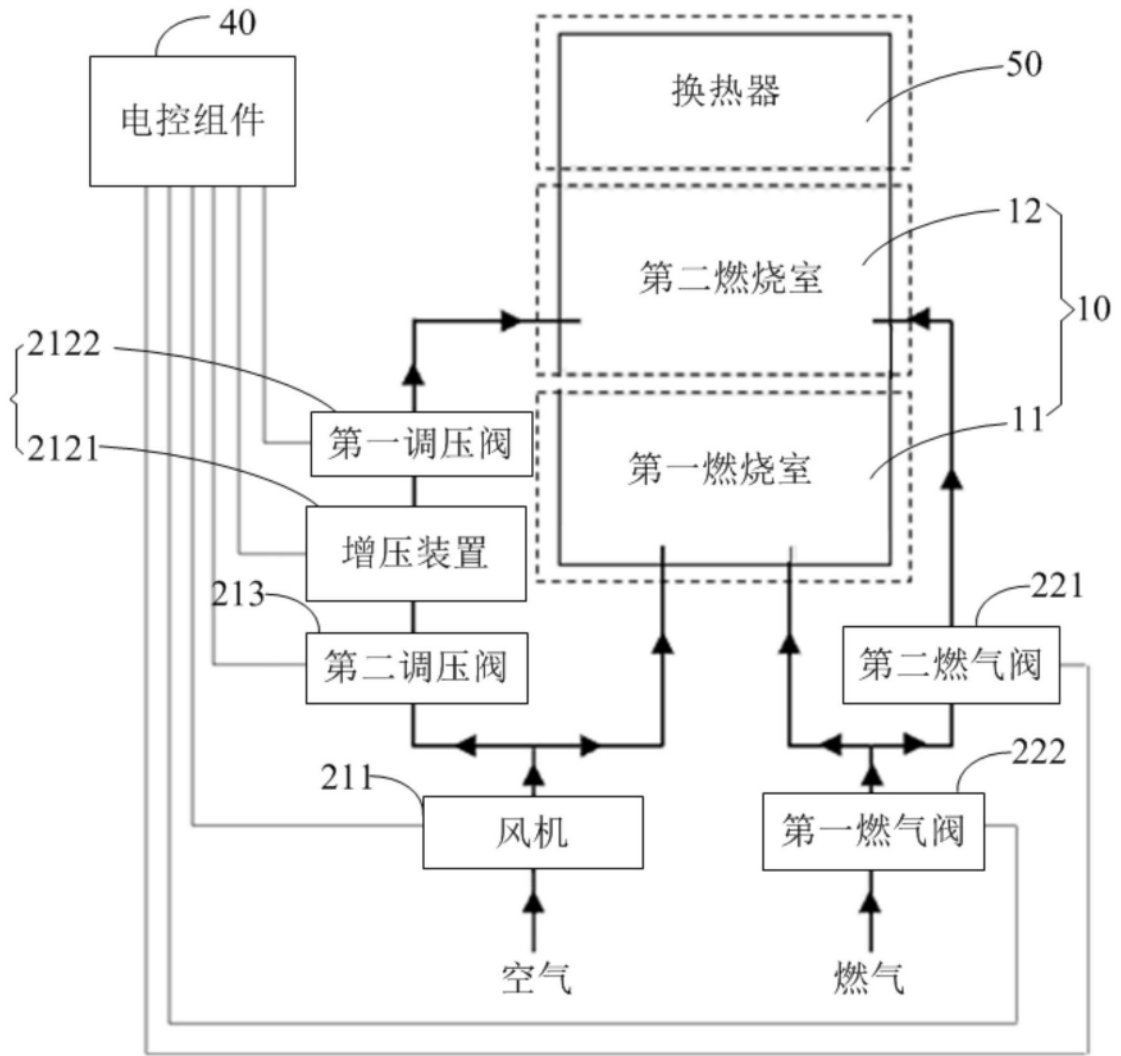 40
电控组件
换热器
50
12
第二燃烧室
10
2122
第一调压阀
11
2121
第一燃烧室
增压装置
213
221
第二调压阀
第二燃气阀
211
222
风机
第一燃气阀
空气
燃气